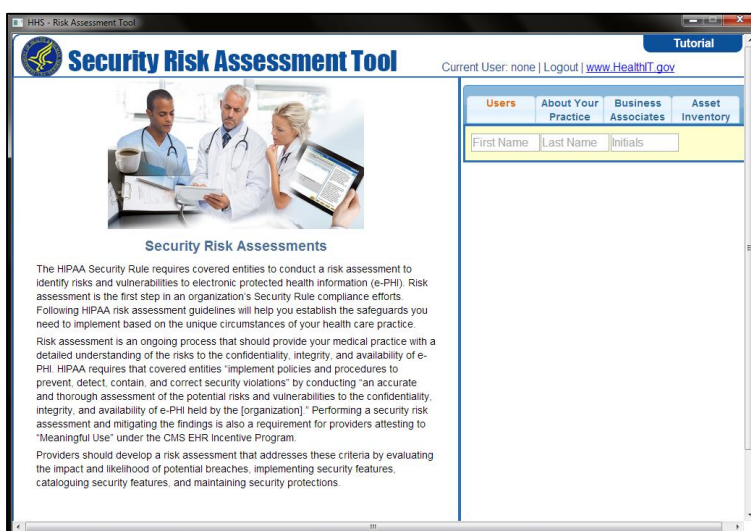 HHS - Risk Assessment Tool
Tutorial
Security Risk Assessment Tool
Current User: none | Logout | www.HealthIT.gov
Users
About Your Practice
Business Associates
Asset Inventory
First Name
Last Name
Initials
Security Risk Assessments
The HIPAA Security Rule requires covered entities to conduct a risk assessment to
identify risks and vulnerabilities to electronic protected health information (e-PHI). Risk
assessment is the first step in an organization's Security Rule compliance efforts.
Following HIPAA risk assessment guidelines will help you establish the safeguards you
need to implement based on the unique circumstances of your health care practice.
Risk assessment is an ongoing process that should provide your medical practice with a
detailed understanding of the risks to the confidentiality, integrity, and availability of e-
PHI. HIPAA requires that covered entities "implement policies and procedures to
prevent, detect, contain, and correct security violations" by conducting "an accurate
and thorough assessment of the potential risks and vulnerabilities to the confidentiality,
integrity, and availability of e-PHI held by the [organization]." Performing a security risk
assessment and mitigating the findings is also a requirement for providers attesting to
"Meaningful Use" under the CMS EHR Incentive Program.
Providers should develop a risk assessment that addresses these criteria by evaluating
the impact and likelihood of potential breaches, implementing security features,
cataloguing security features, and maintaining security protections.